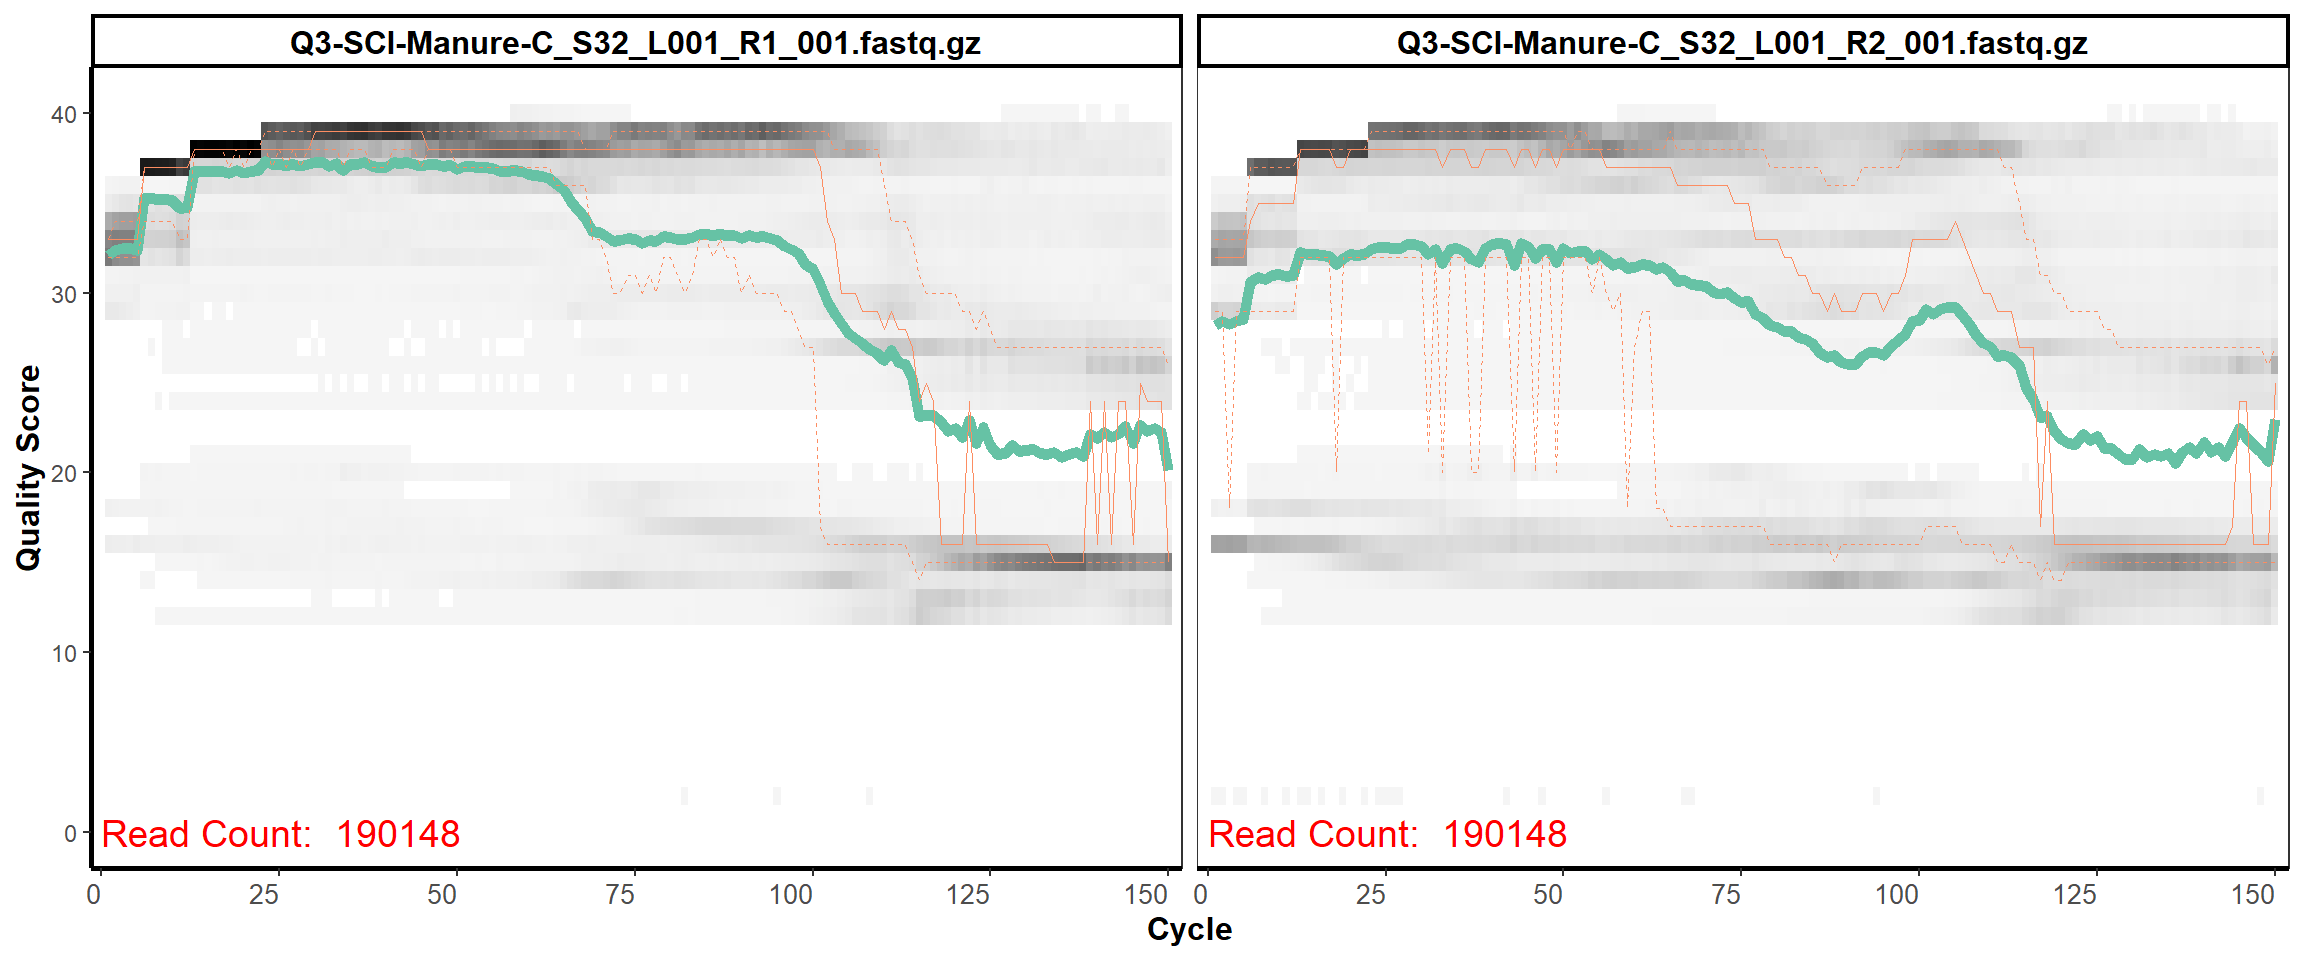 Q3-SCI-Manure-C_S32_L001_R1_001.fastq.gz
Q3-SCI-Manure-C_S32_L001_R2_001.fastq.gz
Quality Score
40
30
20
10
0
Read Count: 190148
Read Count: 190148
0 25 50 75 100 125 150
0 25 50 75 100 125 150
Cycle